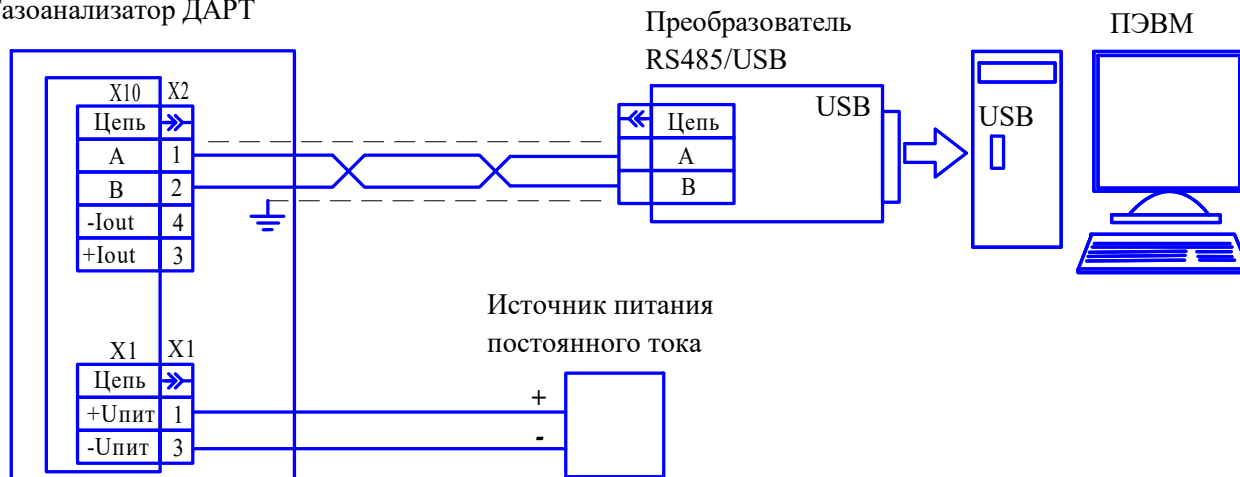 Газоанализатор ДАРТ
Преобразователь
RS485/USB
ПЭВМ
X10 X2
Цепь
A 1
B 2
-Iout 4
+Iout 3
Цепь
A
B
USB
USB
Источник питания
постоянного тока
X1 X1
Цепь
+Uпит 1
-Uпит 3
+
-